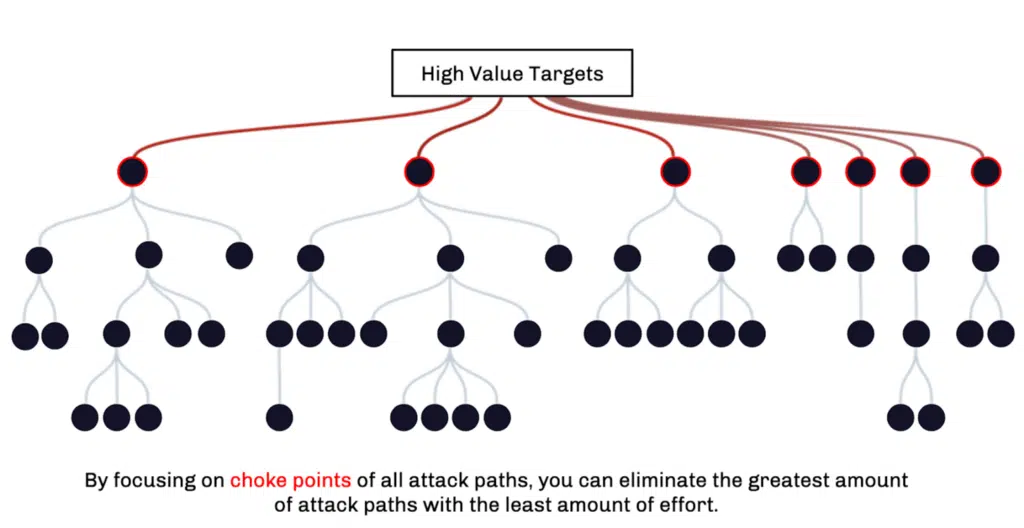 High Value Targets
By focusing on choke points of all attack paths, you can eliminate the greatest amount
of attack paths with the least amount of effort.